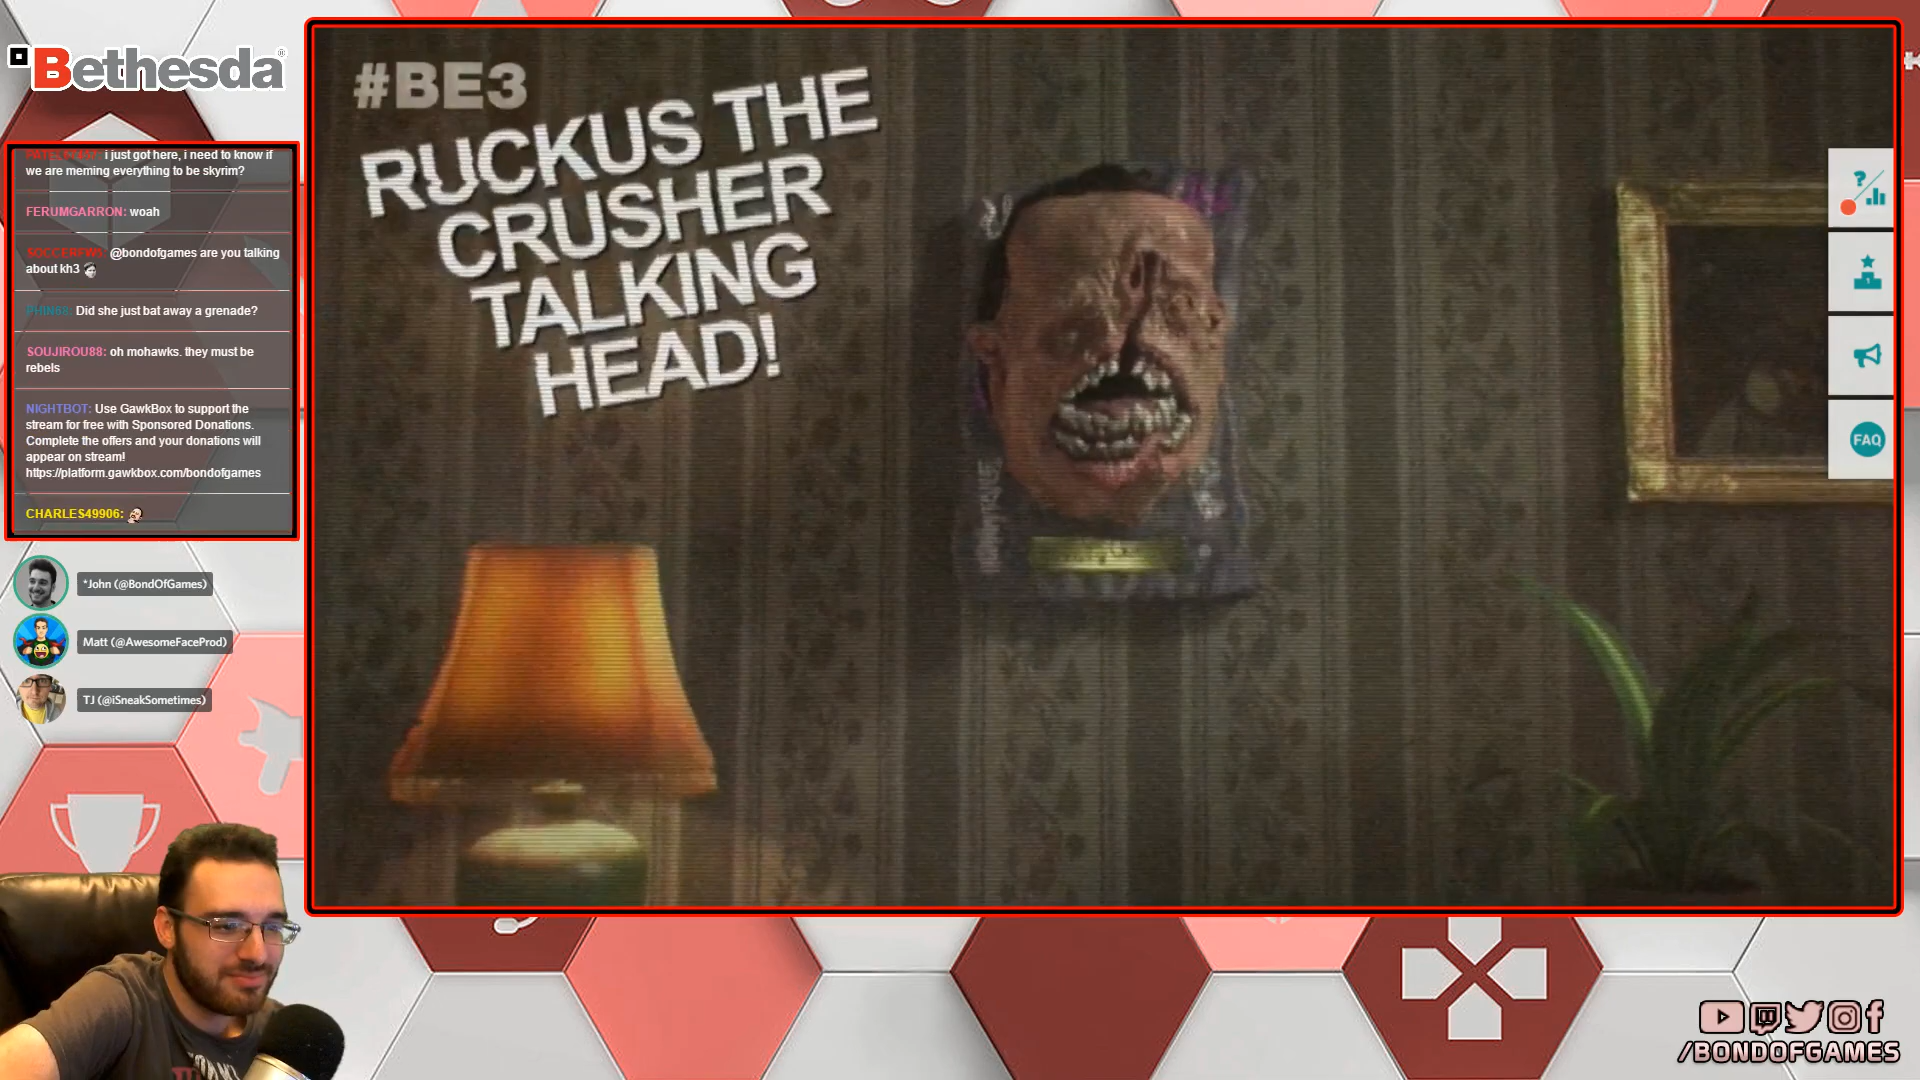 Bethesda
#BE3
RUCKUS THE
CRUSHER
TALKING
HEAD!
i just got here, i need to know if
we are meming everything to be skyrim?
FERUMGARRON: woah
@bondofgames are you talking
about kh3
PHIN88: Did she just bat away a grenade?
SOUJIROU88: oh mohawks. they must be
rebels
NIGHTBOT: Use GawkBox to support the
stream for free with Sponsored Donations.
Complete the offers and your donations will
appear on stream!
https://platform.gawkbox.com/bondofgames
CHARLES49906:
*John (@BondOfGames)
Matt (@AwesomeFaceProd)
TJ (@iSneakSometimes)
?
1
FAQ
/BONDOFGAMES